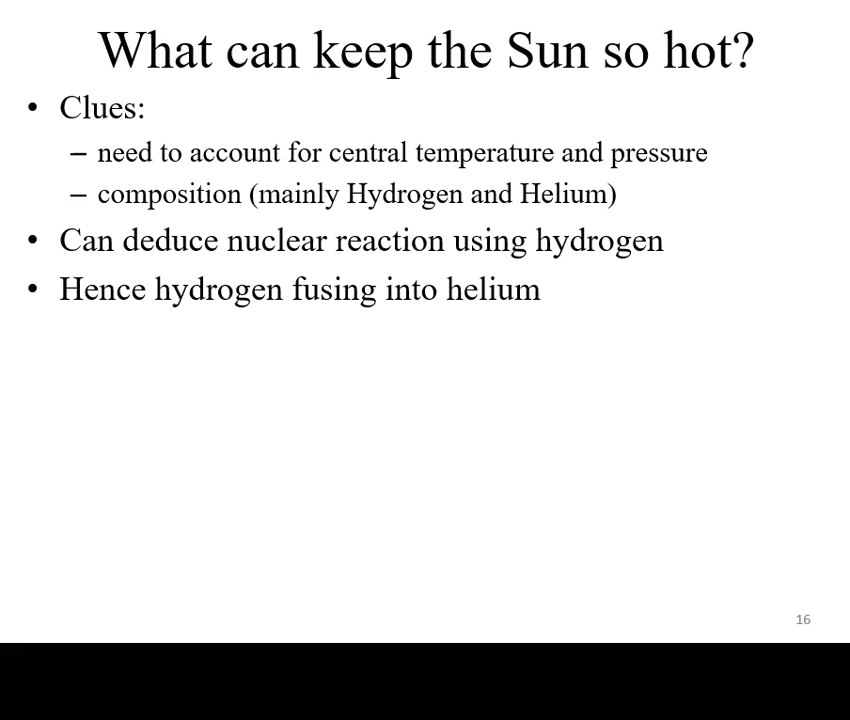 What can keep the Sun so hot?
• Clues:
– need to account for central temperature and pressure
– composition (mainly Hydrogen and Helium)
• Can deduce nuclear reaction using hydrogen
• Hence hydrogen fusing into helium
16